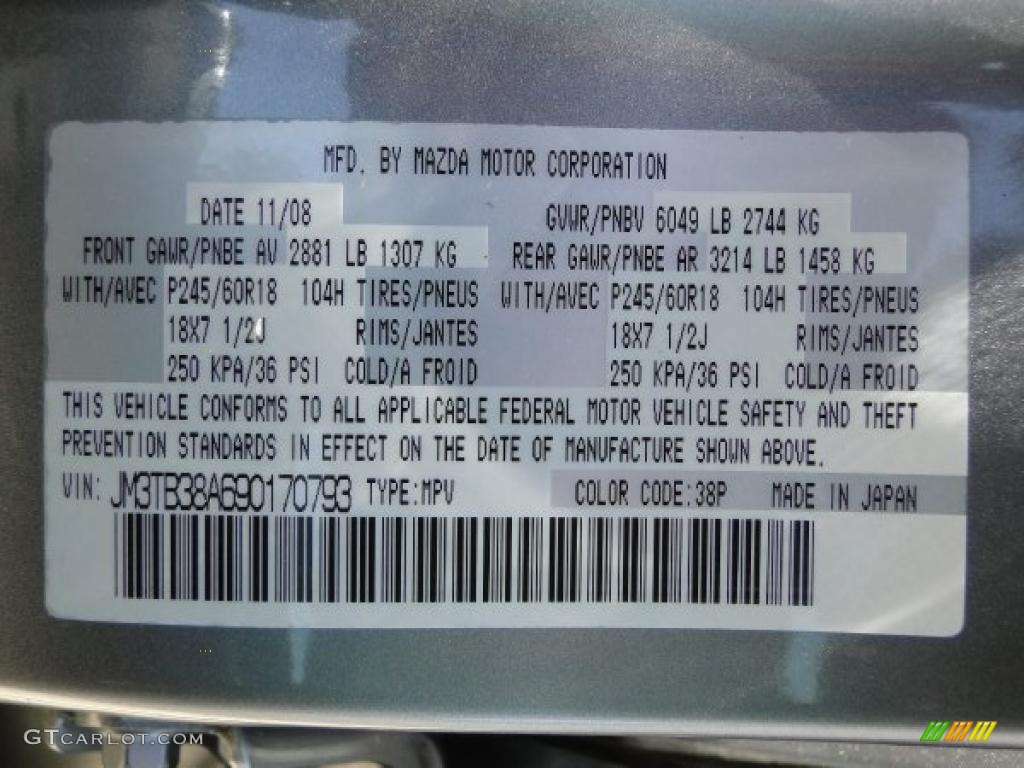 MFD. BY MAZDA MOTOR CORPORATION
DATE 11/08 GVWR/PNBV 6049 LB 2744 KG
FRONT GAWR/PNBE AV 2881 LB 1307 KG REAR GAWR/PNBE AR 3214 LB 1458 KG
WITH/AVEC P245/60R18 104H TIRES/PNEUS WITH/AVEC P245/60R18 104H TIRES/PNEUS
18X7 1/2J RIMS/JANTES 18X7 1/2J RIMS/JANTES
250 KPA/36 PSI COLD/A FROID 250 KPA/36 PSI COLD/A FROID
THIS VEHICLE CONFORMS TO ALL APPLICABLE FEDERAL MOTOR VEHICLE SAFETY AND THEFT
PREVENTION STANDARDS IN EFFECT ON THE DATE OF MANUFACTURE SHOWN ABOVE.
VIN: JM3TB38A690170793 TYPE:MPV COLOR CODE:38P MADE IN JAPAN
GTCARLOT.COM